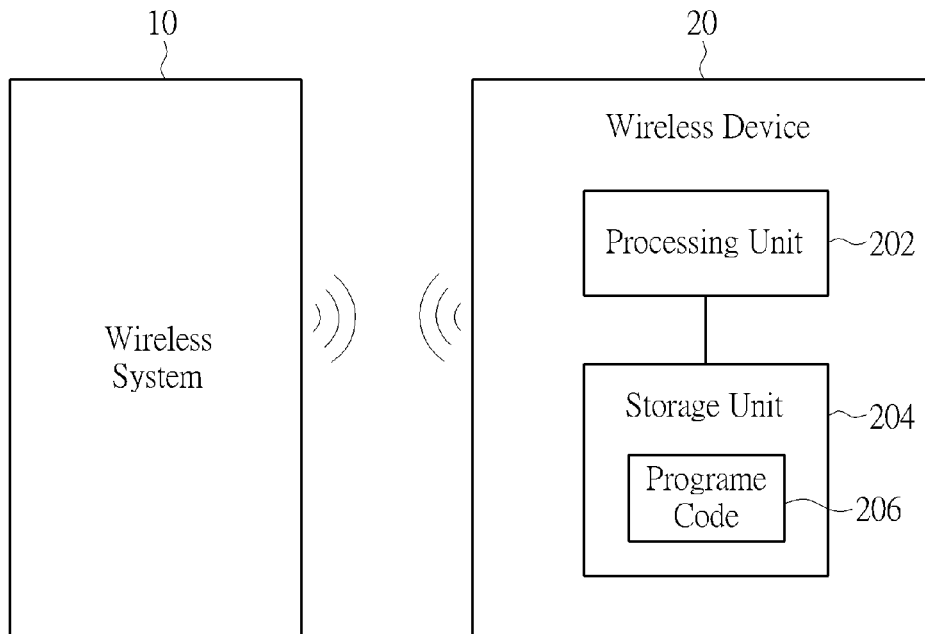 10
20
Wireless Device
Processing Unit
202
Wireless
System
Storage Unit
204
Programe
Code
206